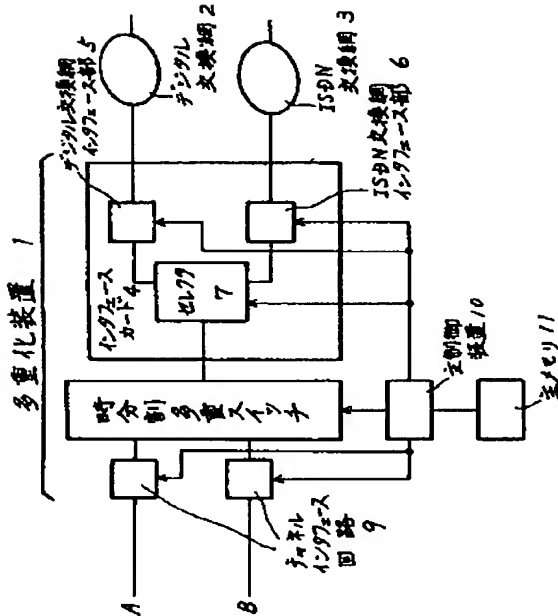 多重化装置 1
デジタル交換網
インタフェース部 5
デジタル
交換網 2
ISDN
交換網 3
ISDN交換網
インタフェース部 6
インタフェース
カード 4
セレクタ
7
時分割多重スイッチ
主制御
装置 10
主メモリ 11
チャネル
インタフェース
回路
9
A
B